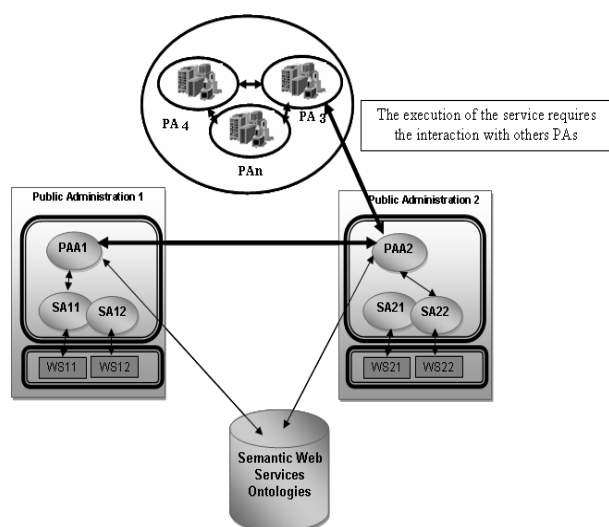 PA 4
PA 3
PAn
The execution of the service requires
the interaction with others PAs
Public Administration 1
Public Administration 2
PAA1
PAA2
SA11
SA12
SA21
SA22
WS11
WS12
WS21
WS22
Semantic Web
Services
Ontologies